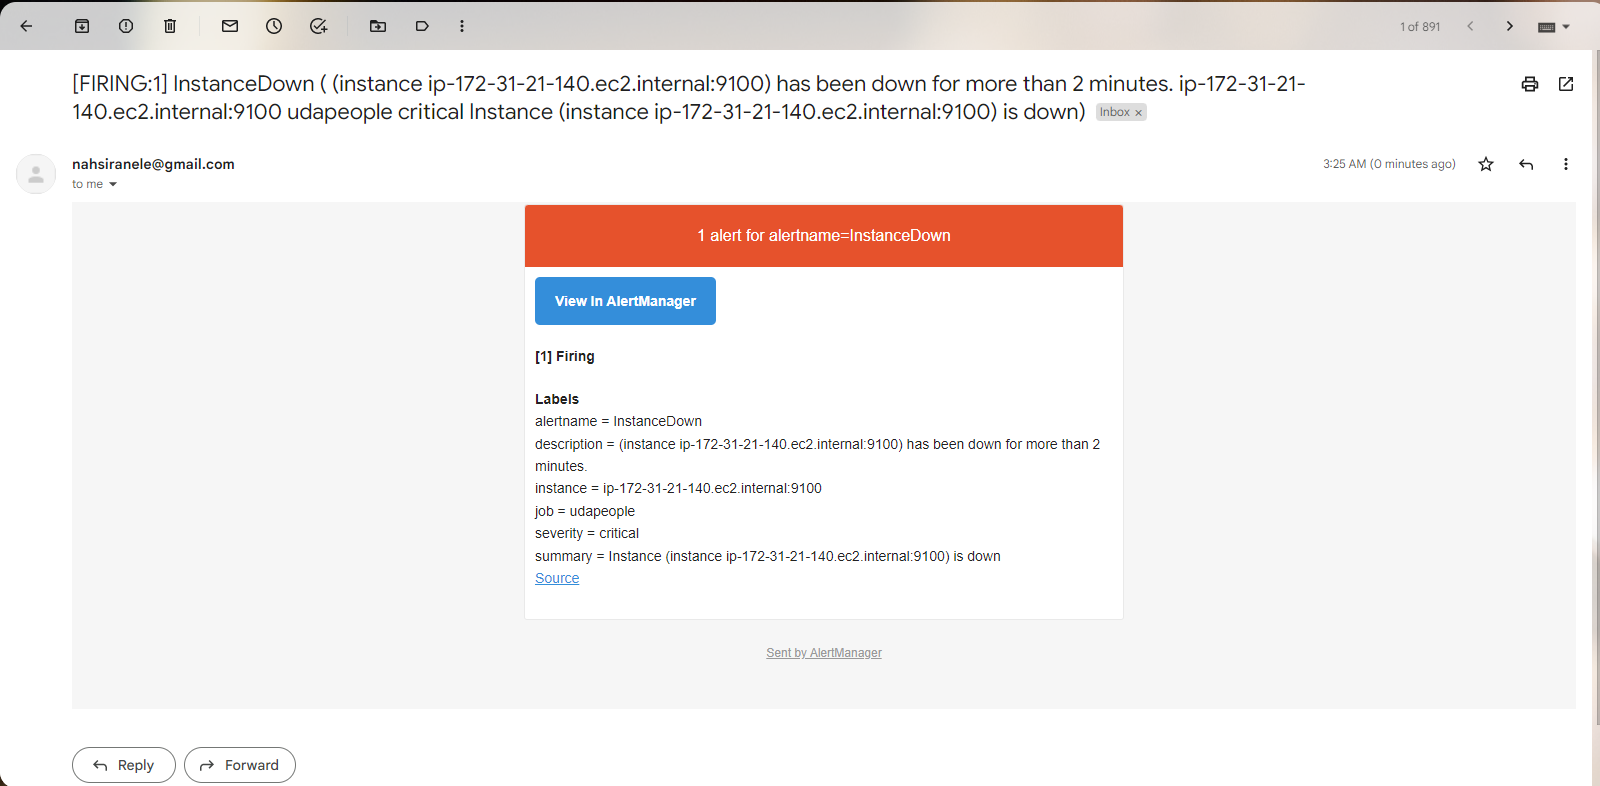 1 of 891
[FIRING:1] InstanceDown ( (instance ip-172-31-21-140.ec2.internal:9100) has been down for more than 2 minutes. ip-172-31-21-
140.ec2.internal:9100 udapeople critical Instance (instance ip-172-31-21-140.ec2.internal:9100) is down) Inbox ×
nahsiranele@gmail.com 3:25 AM (0 minutes ago)
to me
1 alert for alertname=InstanceDown
View In AlertManager
[1] Firing
Labels
alertname = InstanceDown
description = (instance ip-172-31-21-140.ec2.internal:9100) has been down for more than 2
minutes.
instance = ip-172-31-21-140.ec2.internal:9100
job = udapeople
severity = critical
summary = Instance (instance ip-172-31-21-140.ec2.internal:9100) is down
Source
Sent by AlertManager
Reply Forward